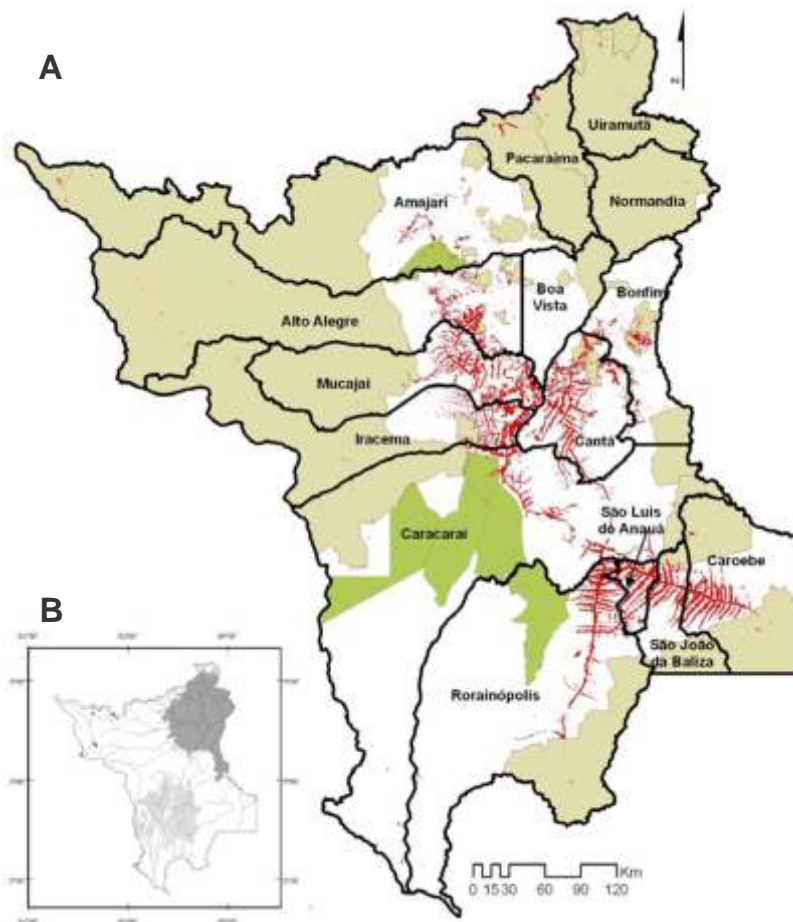 A
Uiramutã
Pacaraima
Normandia
Amajari
Boa
Vista
Bonfim
Alto Alegre
Mucajaí
Cantá
Iracema
São Luis
do Anauá
Caracaraí
Caroebe
São João
da Baliza
Rorainópolis
B
Km
0 15 30 60 90 120